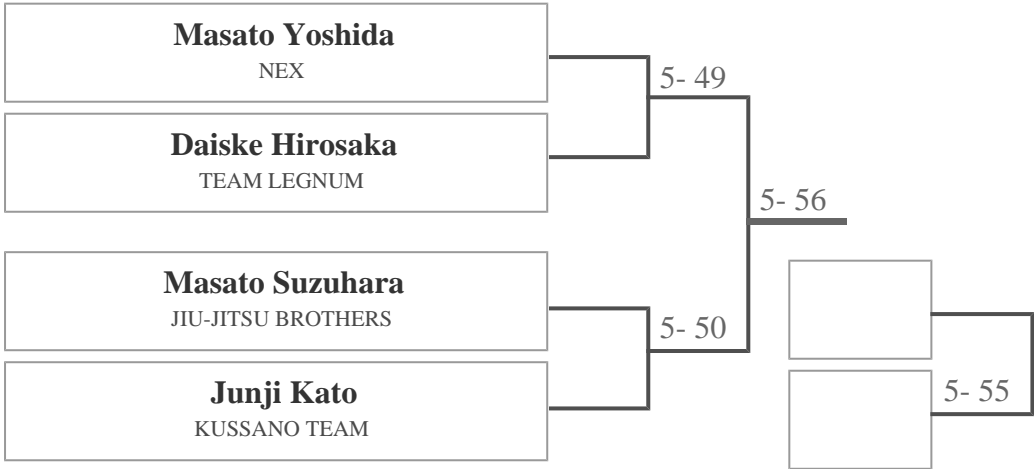 Masato Yoshida
NEX
5- 49
Daiske Hirosaka
TEAM LEGNUM
5- 56
Masato Suzuhara
JIU-JITSU BROTHERS
5- 50
Junji Kato
KUSSANO TEAM
5- 55